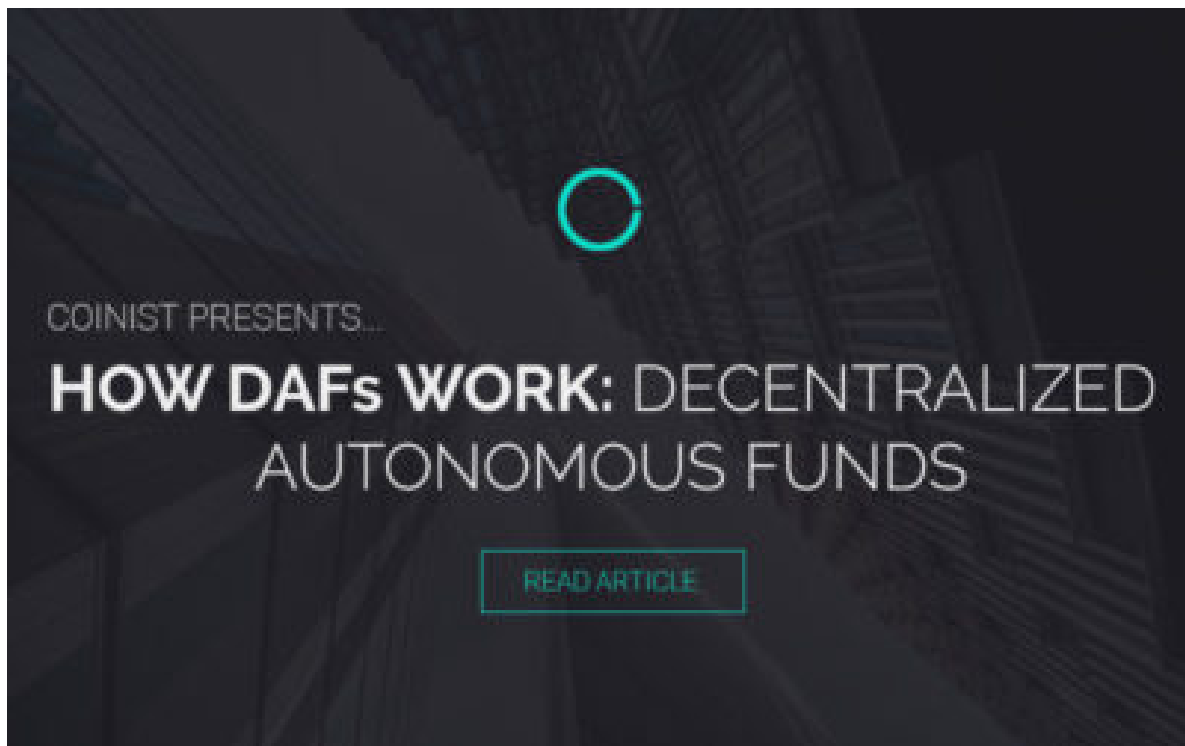 COINIST PRESENTS...
HOW DAFs WORK: DECENTRALIZED
AUTONOMOUS FUNDS
READ ARTICLE